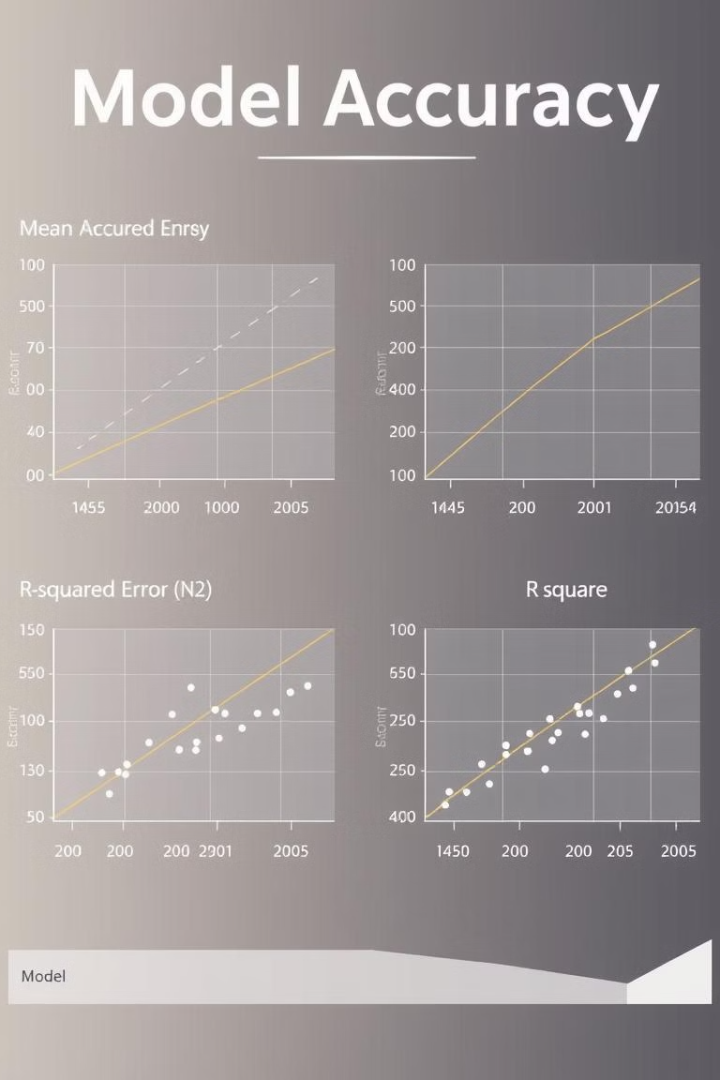 Model Accuracy
Mean Accured Enrsy
100
500
70
00
40
00
1455 2000 1000 2005
100
500
200
400
200
100
1445 200 2001 20154
R-squared Error (N2)
150
550
100
130
50
200 200 200 2901 2005
R square
100
650
250
250
400
1450 200 200 205 2005
Model